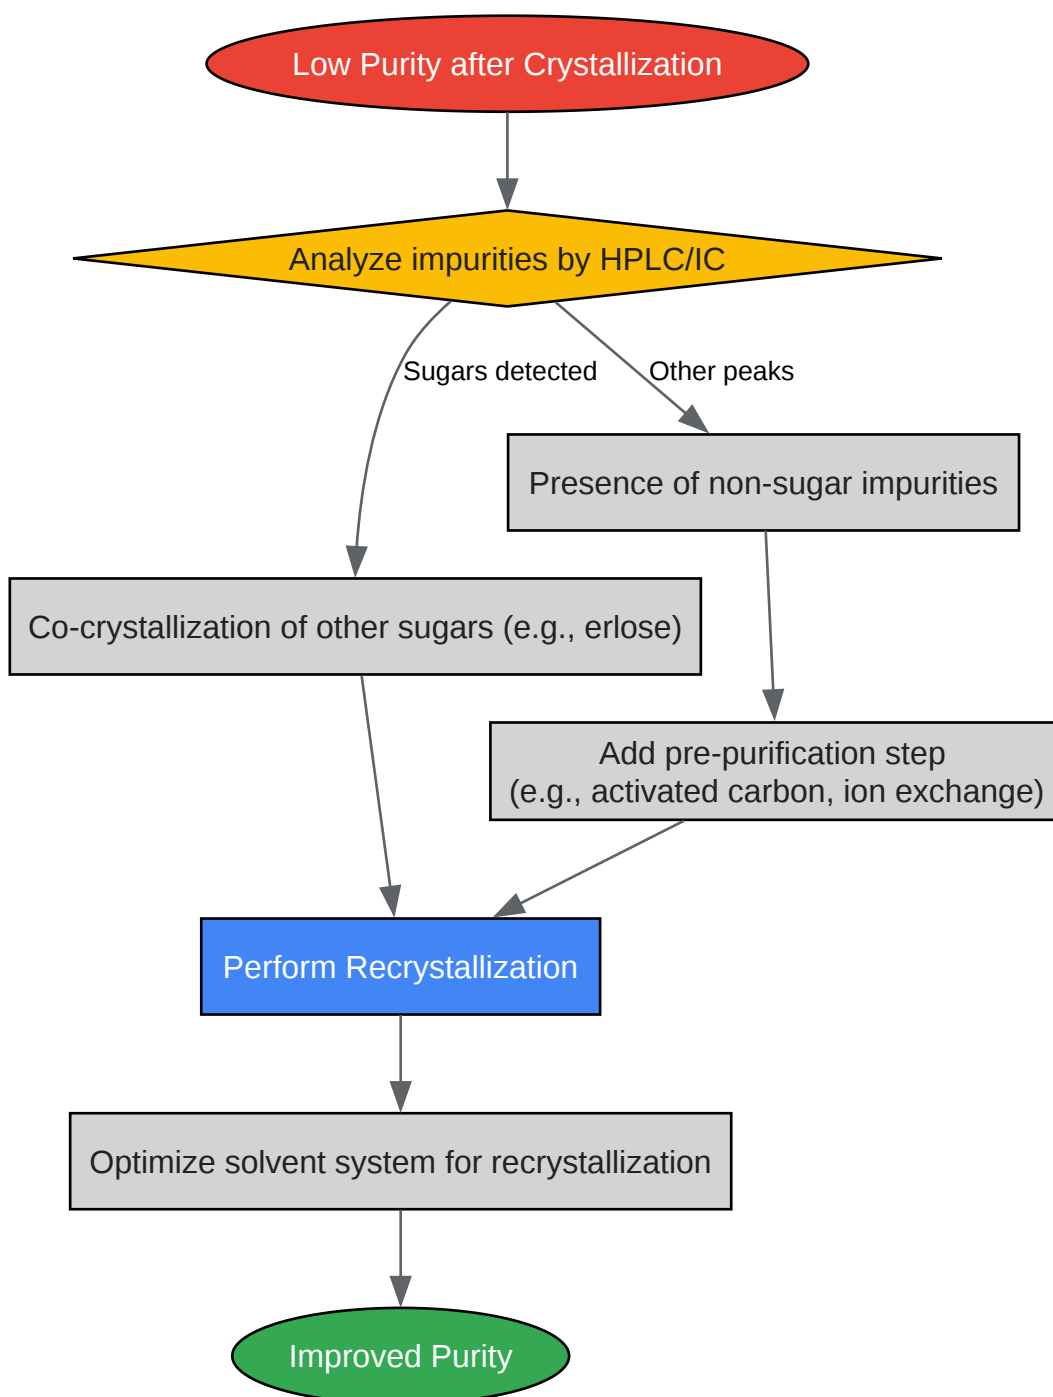 Low Purity after Crystallization
Analyze impurities by HPLC/IC
Sugars detected
Other peaks
Presence of non-sugar impurities
Co-crystallization of other sugars (e.g., erlose)
Add pre-purification step
(e.g., activated carbon, ion exchange)
Perform Recrystallization
Optimize solvent system for recrystallization
Improved Purity